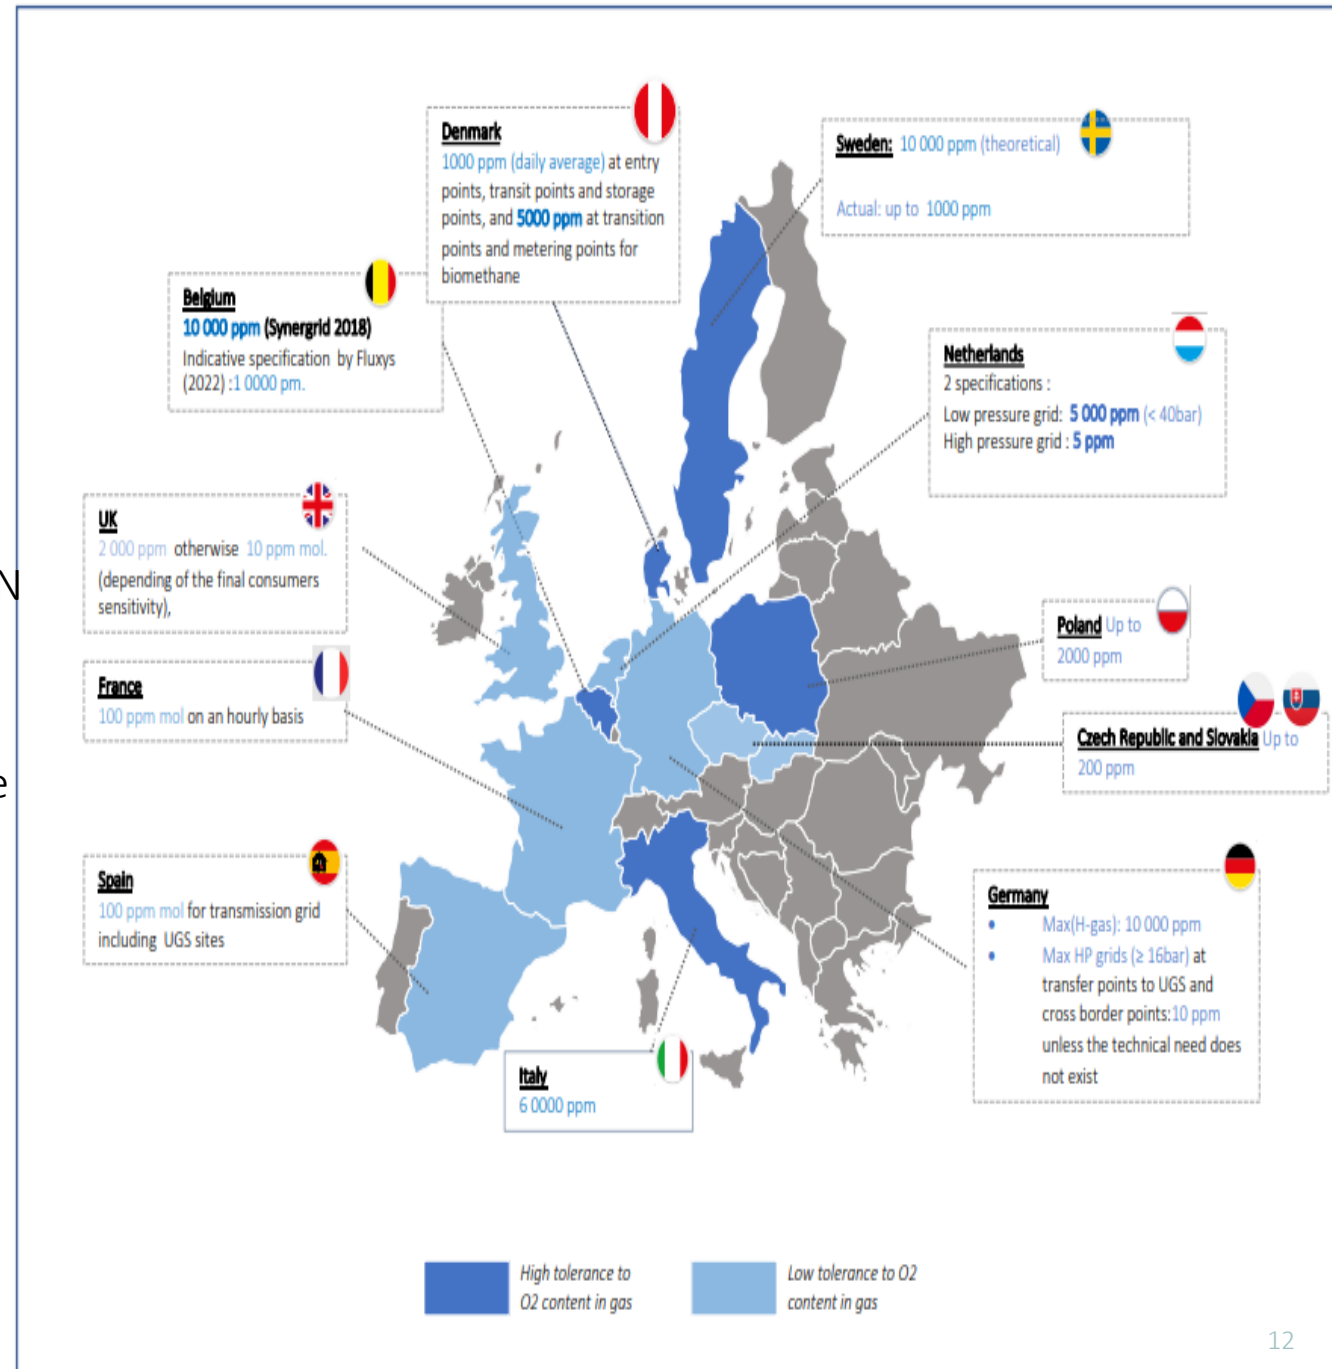 Denmark
1000 ppm (daily average) at entry
points, transit points and storage
points, and 5000 ppm at transition
points and metering points for
biomethane
Sweden: 10 000 ppm (theoretical)
Actual: up to 1000 ppm
Belgium
10 000 ppm (Synergrid 2018)
Indicative specification by Fluxys
(2022) :1 0000 pm.
Netherlands
2 specifications :
Low pressure grid: 5 000 ppm (< 40bar)
High pressure grid : 5 ppm
UK
2 000 ppm otherwise 10 ppm mol.
(depending of the final consumers
sensitivity),
N
Poland Up to
2000 ppm
France
100 ppm mol on an hourly basis
Czech Republic and Slovakia Up to
200 ppm
e
Spain
100 ppm mol for transmission grid
including UGS sites
Germany
• Max(H-gas): 10 000 ppm
• Max HP grids (≥ 16bar) at
transfer points to UGS and
cross border points:10 ppm
unless the technical need does
not exist
Italy
6 0000 ppm
High tolerance to
O2 content in gas
Low tolerance to O2
content in gas
12